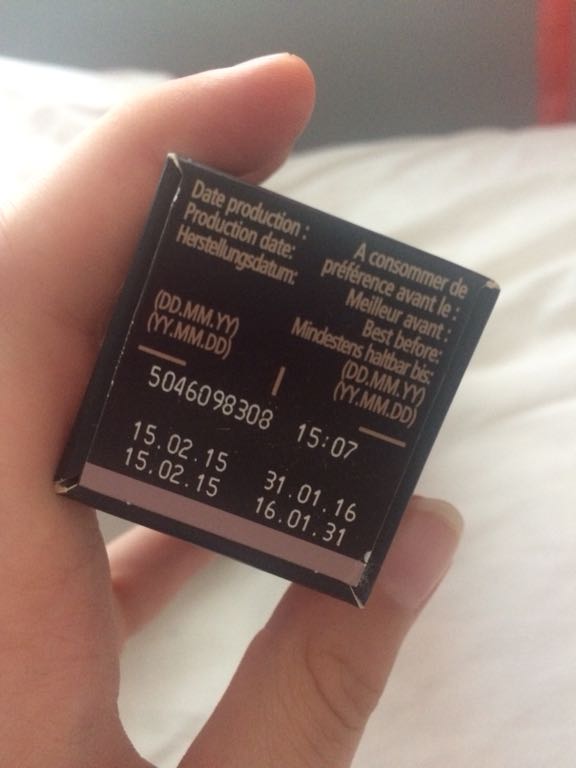 Date production :
Production date:
Herstellungsdatum:
A consommer de
préférence avant le :
Meilleur avant :
Best before:
Mindestens haltbar bis:
(DD.MM.YY)
(YY.MM.DD)
(DD.MM.YY)
(YY.MM.DD)
5046098308 15:07
15.02.15 31.01.16
15.02.15 16.01.31